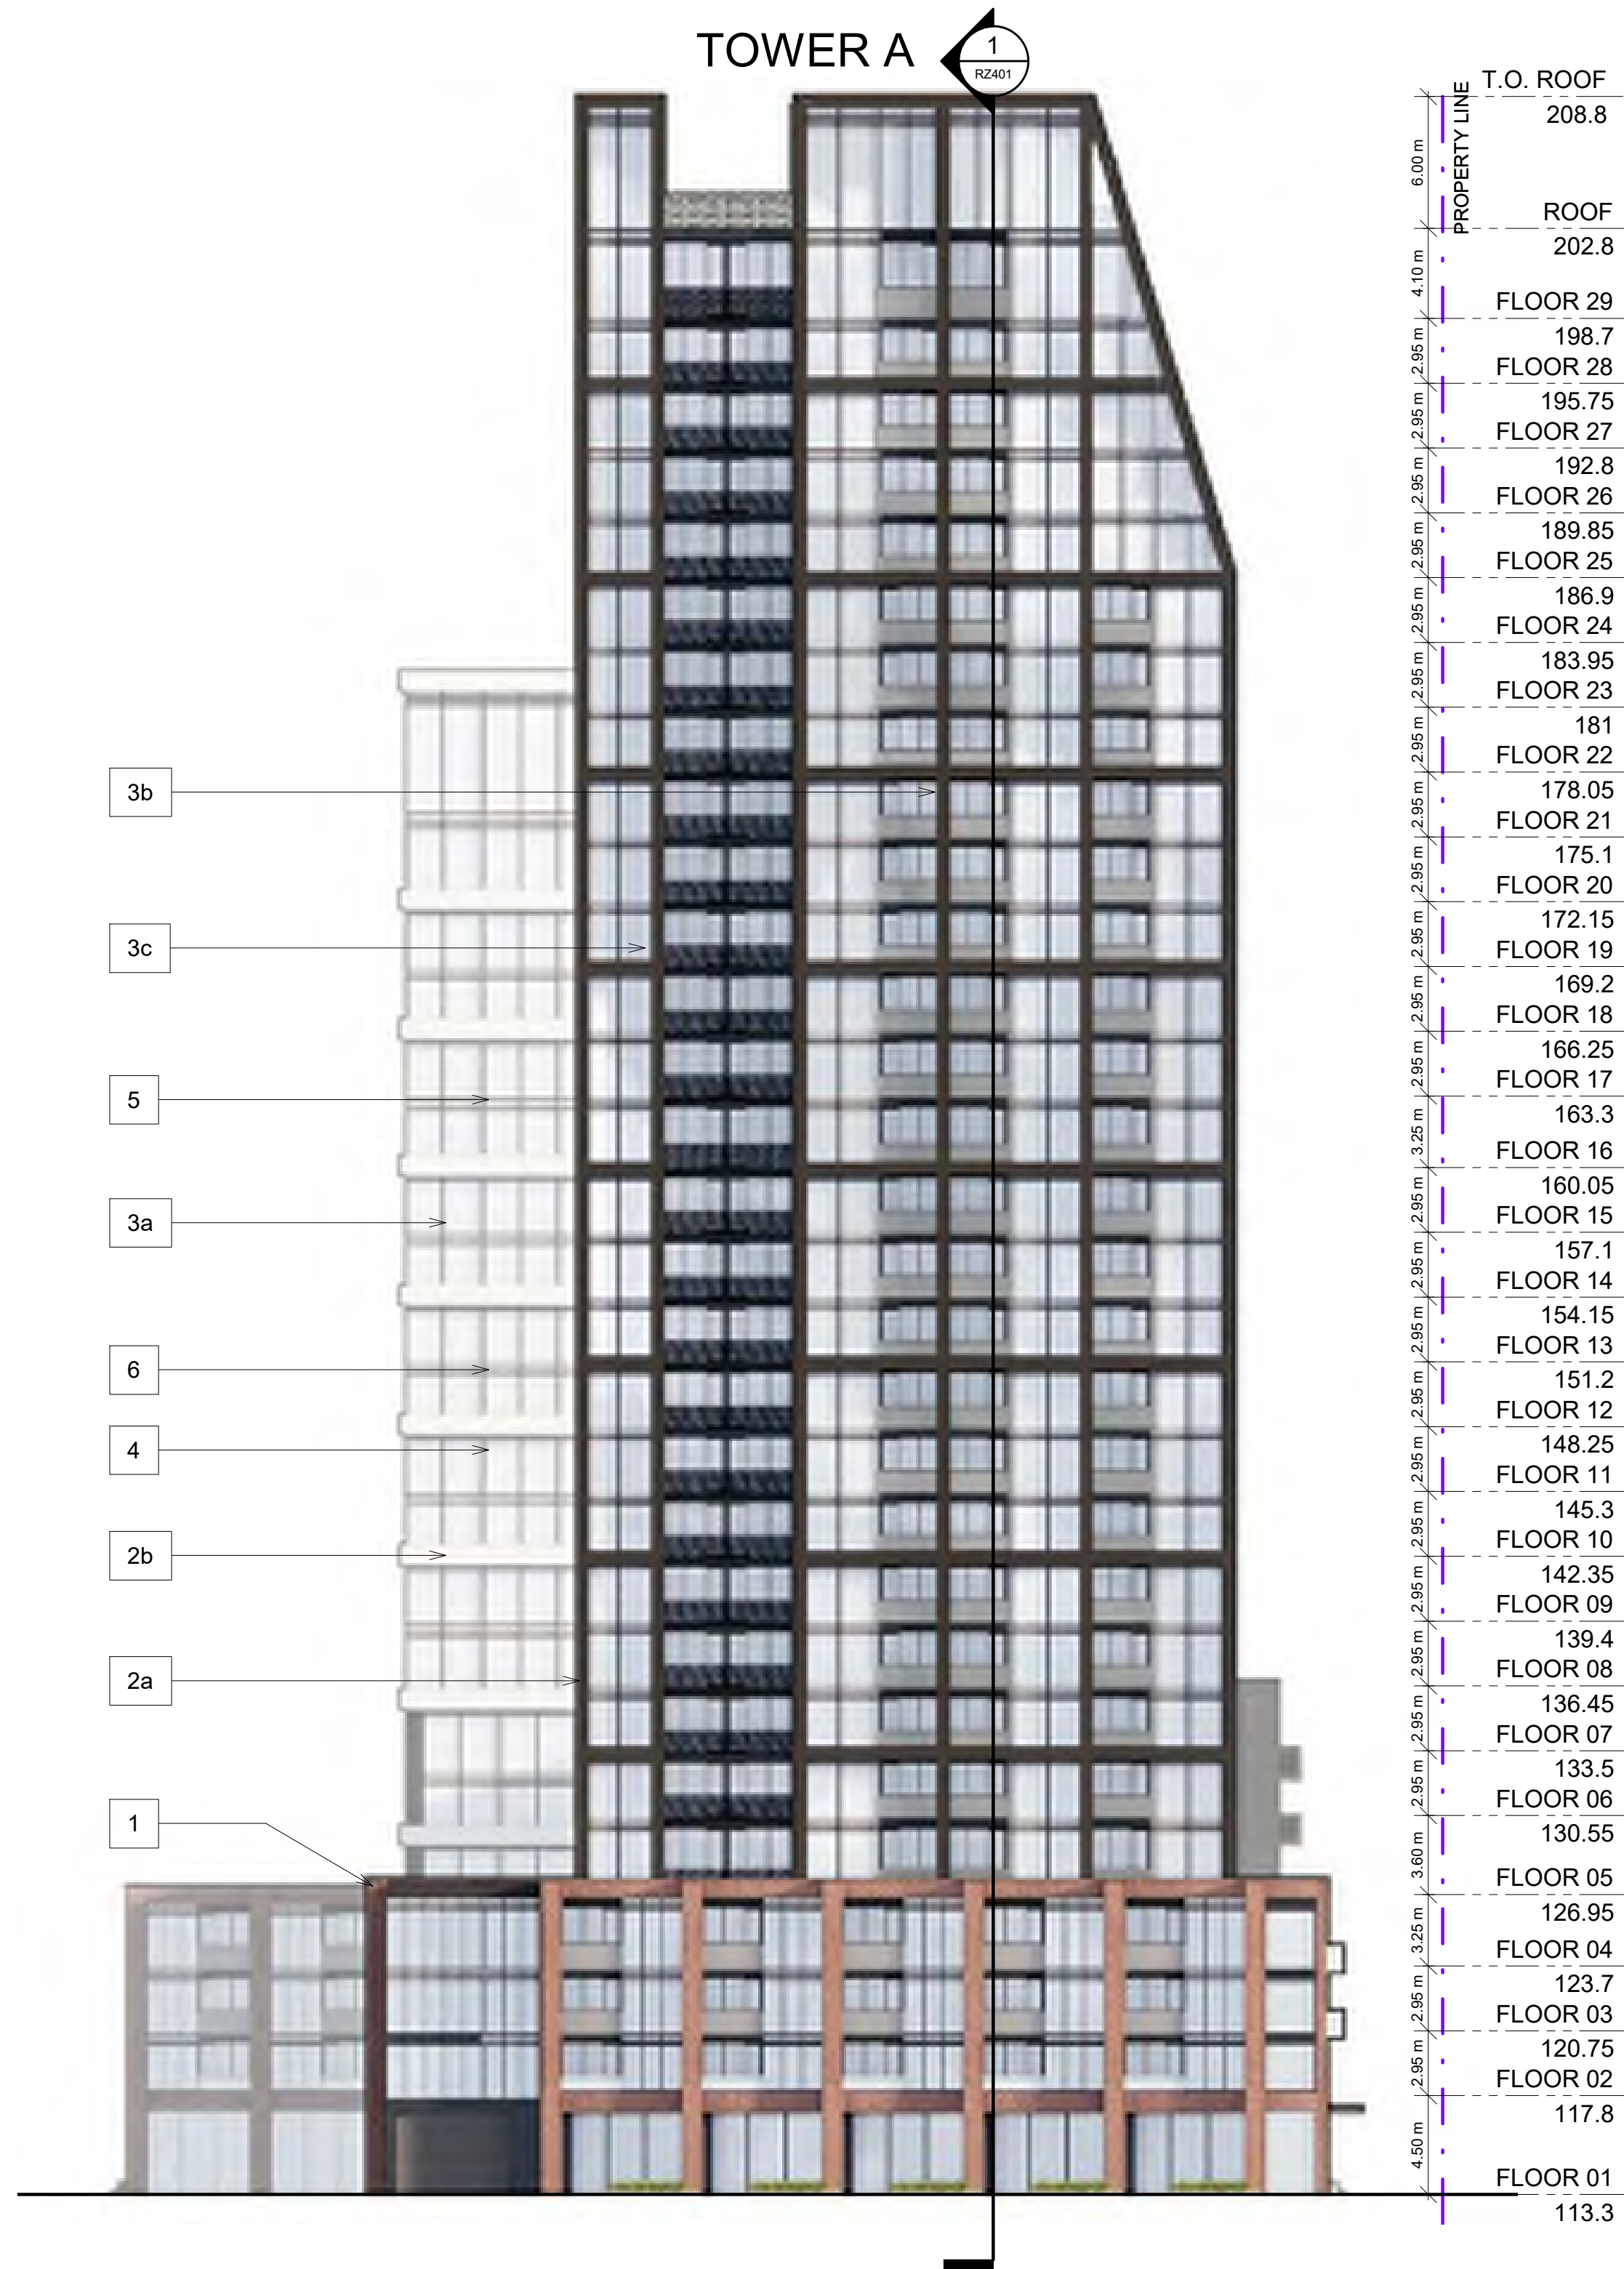 TOWER A
1
RZ401
PROPERTY LINE
T.O. ROOF
208.8
6.00 m
ROOF
202.8
4.10 m
FLOOR 29
198.7
2.95 m
FLOOR 28
195.75
2.95 m
FLOOR 27
192.8
2.95 m
FLOOR 26
189.85
2.95 m
FLOOR 25
186.9
2.95 m
FLOOR 24
183.95
2.95 m
FLOOR 23
181
2.95 m
FLOOR 22
178.05
2.95 m
FLOOR 21
175.1
2.95 m
FLOOR 20
172.15
2.95 m
FLOOR 19
169.2
2.95 m
FLOOR 18
166.25
2.95 m
FLOOR 17
163.3
3.25 m
FLOOR 16
160.05
2.95 m
FLOOR 15
157.1
2.95 m
FLOOR 14
154.15
2.95 m
FLOOR 13
151.2
2.95 m
FLOOR 12
148.25
2.95 m
FLOOR 11
145.3
2.95 m
FLOOR 10
142.35
2.95 m
FLOOR 09
139.4
2.95 m
FLOOR 08
136.45
2.95 m
FLOOR 07
133.5
2.95 m
FLOOR 06
130.55
3.60 m
FLOOR 05
126.95
3.25 m
FLOOR 04
123.7
2.95 m
FLOOR 03
120.75
2.95 m
FLOOR 02
117.8
4.50 m
FLOOR 01
113.3
3b
3c
5
3a
6
4
2b
2a
1